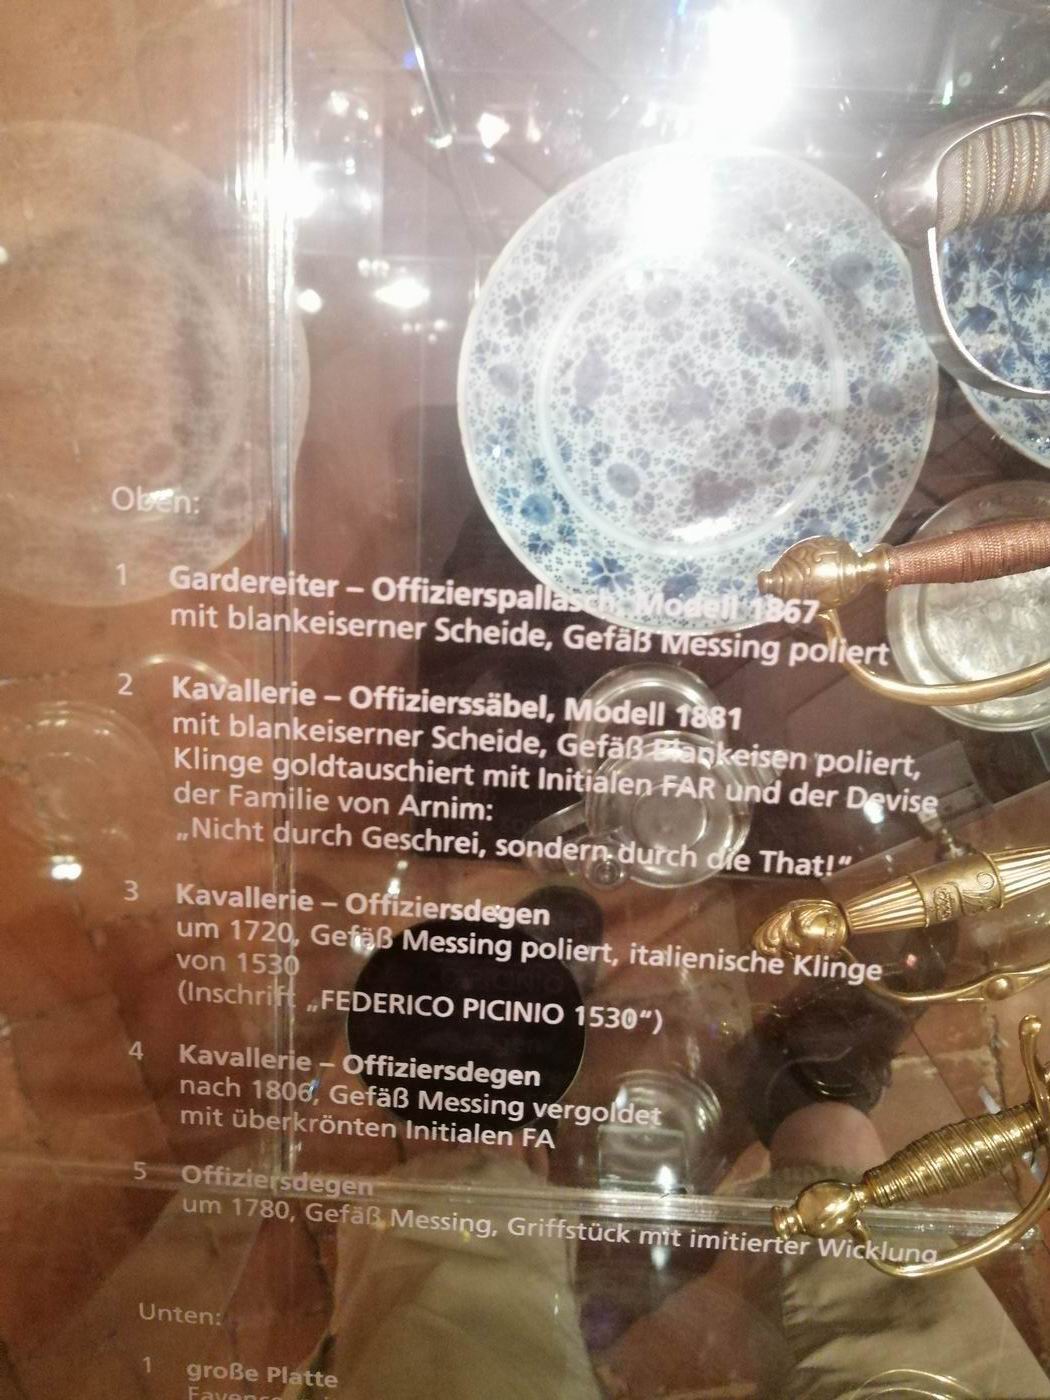 Oben:
1 Gardereiter – Offizierspallasch, Modell 1867
mit blankeiserner Scheide, Gefäß Messing poliert
2 Kavallerie – Offizierssäbel, Modell 1881
mit blankeiserner Scheide, Gefäß Blankeisen poliert,
Klinge goldtauschiert mit Initialen FAR und der Devise
der Familie von Arnim:
„Nicht durch Geschrei, sondern durch die That!“
3 Kavallerie – Offiziersdegen
um 1720, Gefäß Messing poliert, italienische Klinge
von 1530
(Inschrift „FEDERICO PICINIO 1530“)
4 Kavallerie – Offiziersdegen
nach 1806, Gefäß Messing vergoldet
mit überkrönten Initialen FA
5 Offiziersdegen
um 1780, Gefäß Messing, Griffstück mit imitierter Wicklung
Unten:
1 große Platte